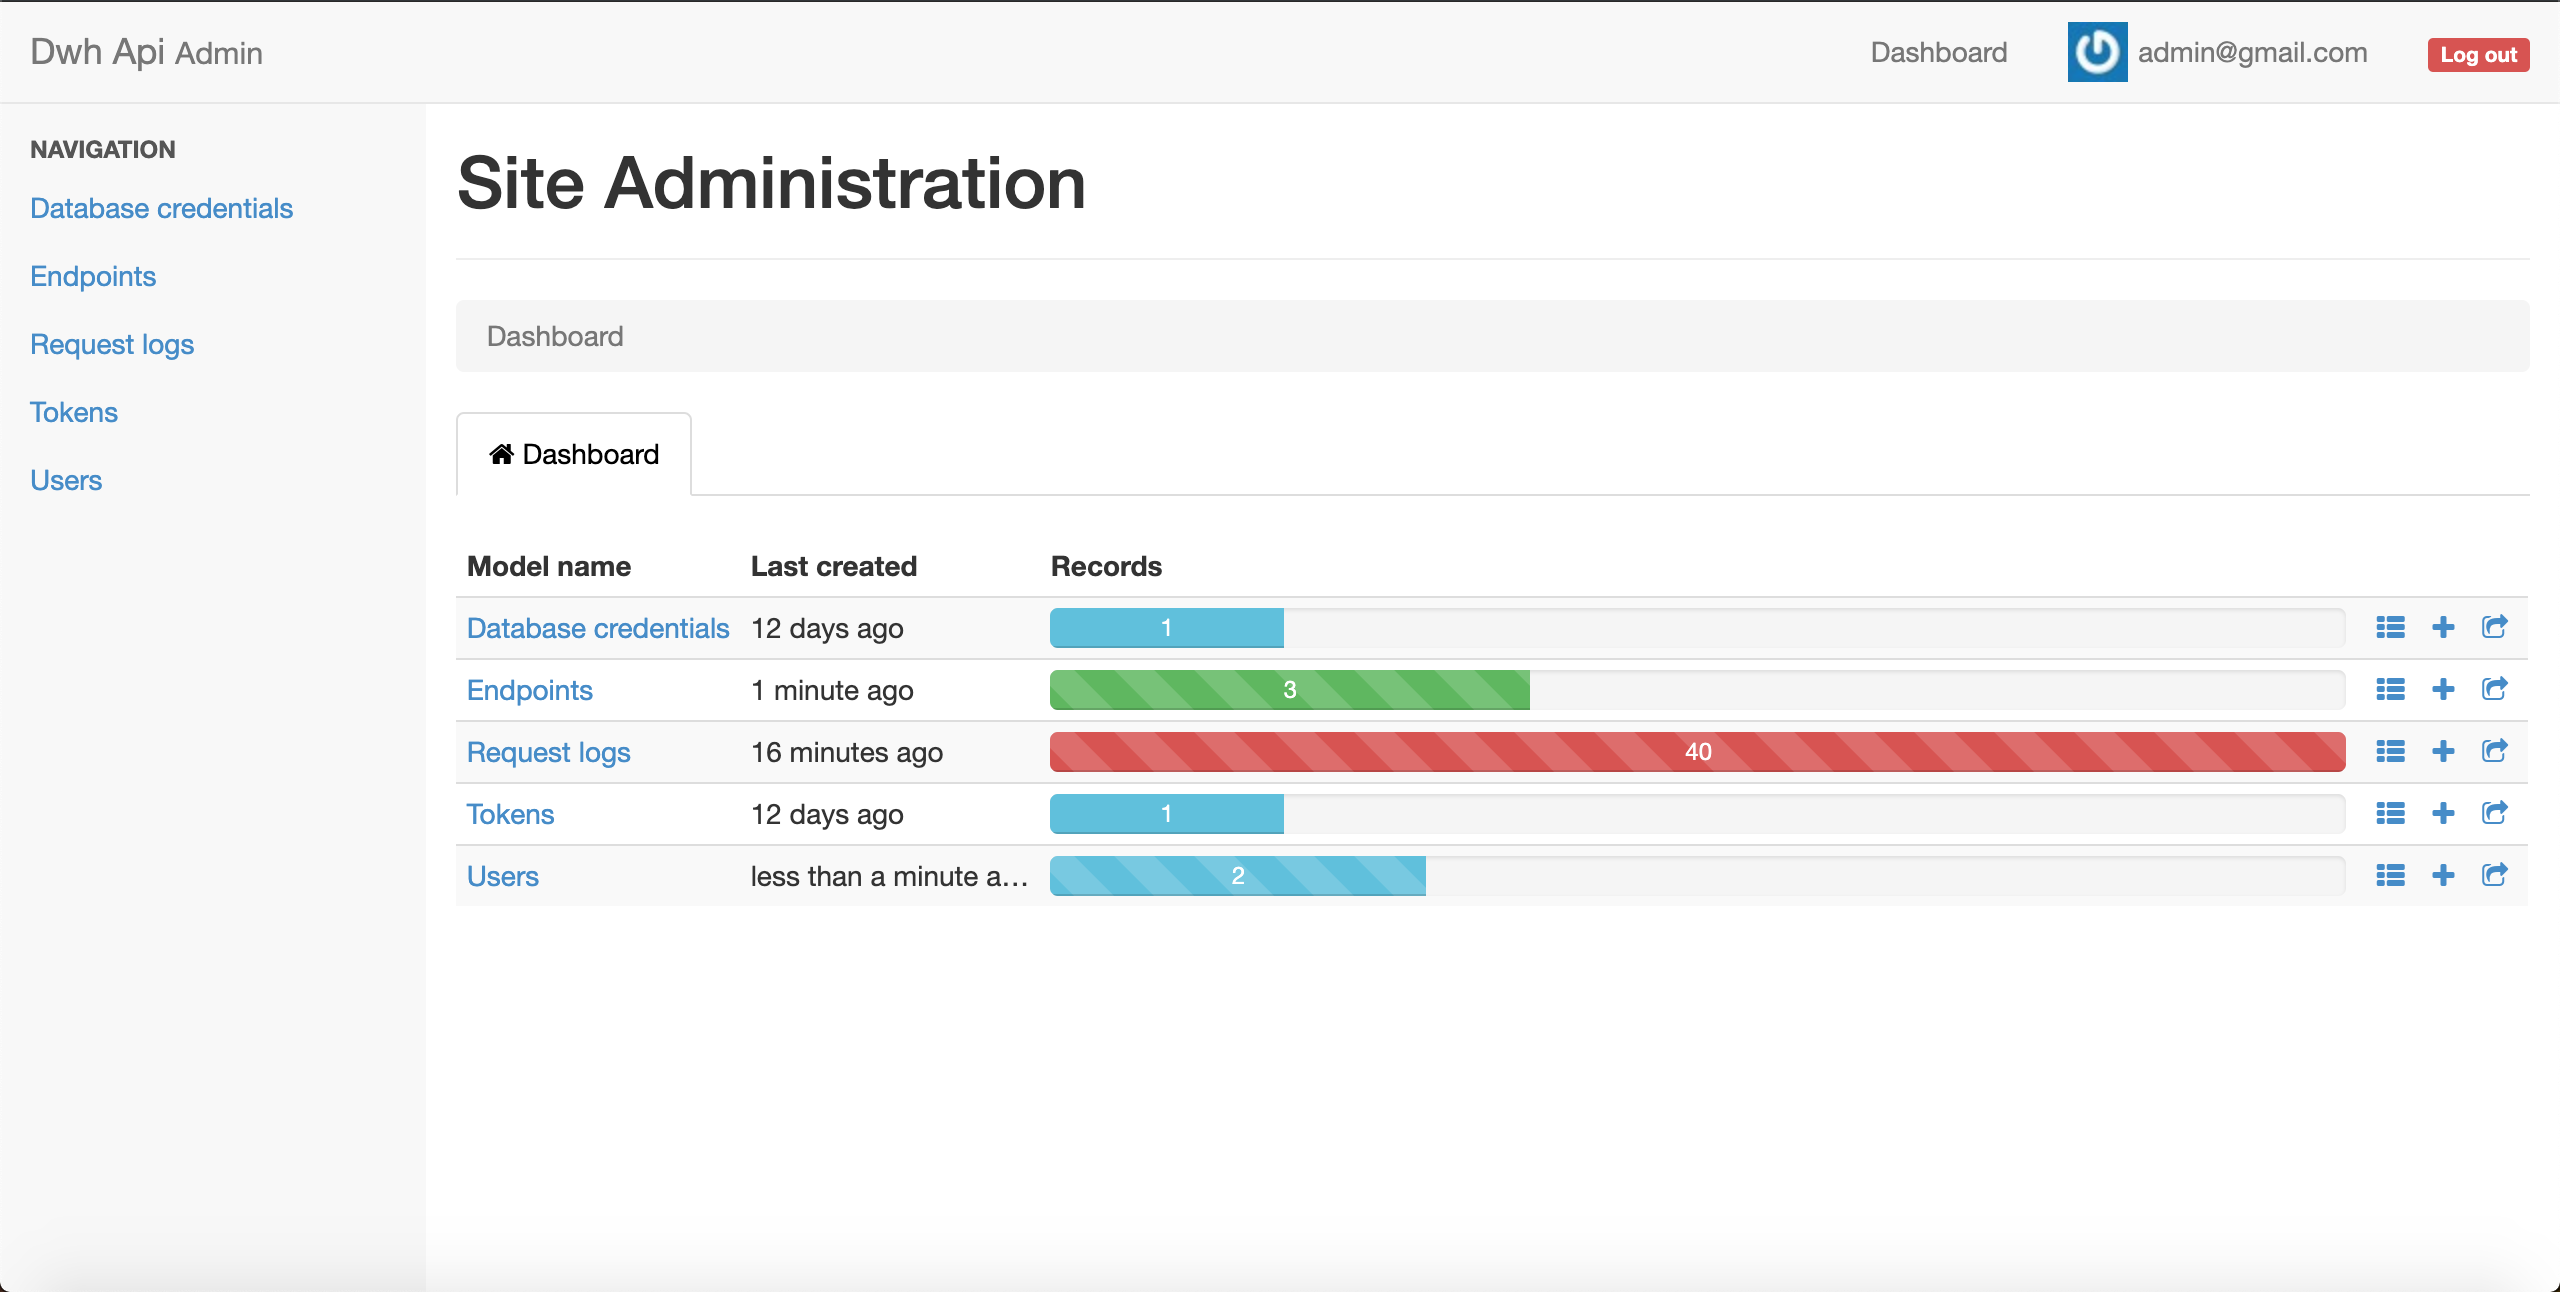 Dwh Api Admin
Dashboard
admin@gmail.com
Log out
NAVIGATION
Database credentials
Endpoints
Request logs
Tokens
Users
Site Administration
Dashboard
Dashboard
Model name Last created Records
Database credentials 12 days ago 1
Endpoints 1 minute ago 3
Request logs 16 minutes ago 40
Tokens 12 days ago 1
Users less than a minute a… 2